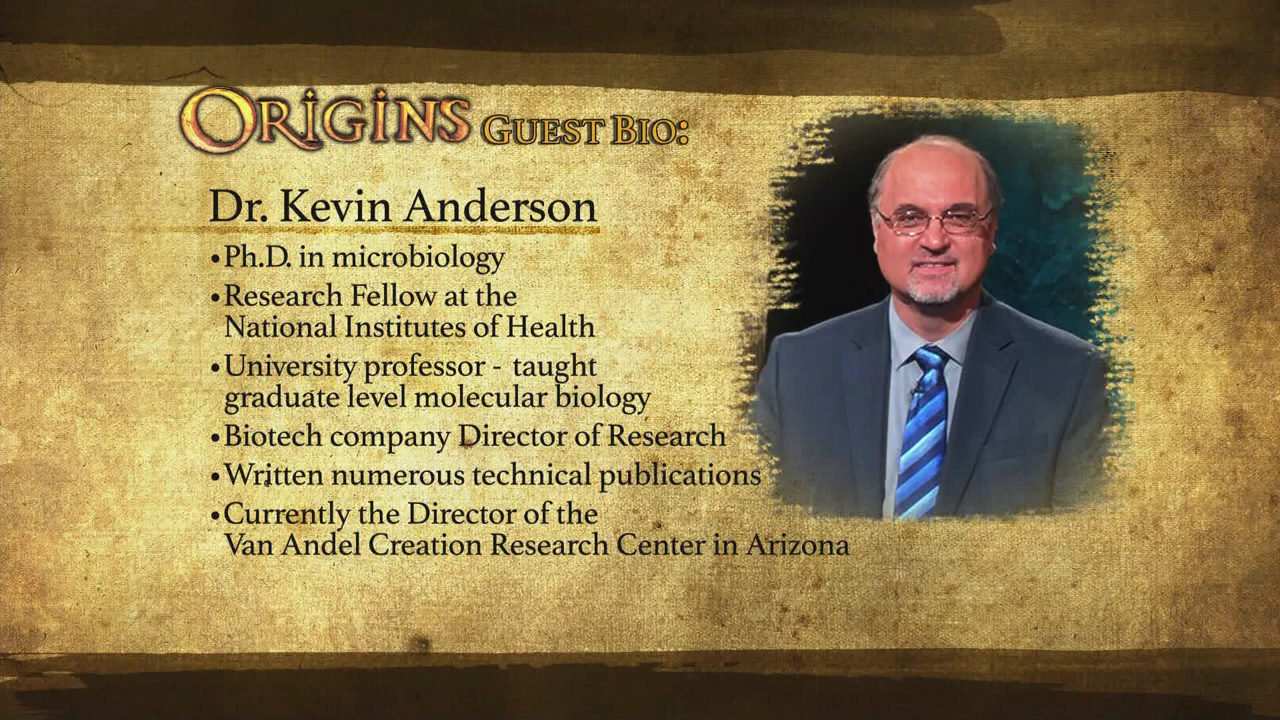 ORIGINS GUEST BIO:
Dr. Kevin Anderson
•Ph.D. in microbiology
•Research Fellow at the
National Institutes of Health
•University professor - taught
graduate level molecular biology
•Biotech company Director of Research
•Written numerous technical publications
•Currently the Director of the
Van Andel Creation Research Center in Arizona